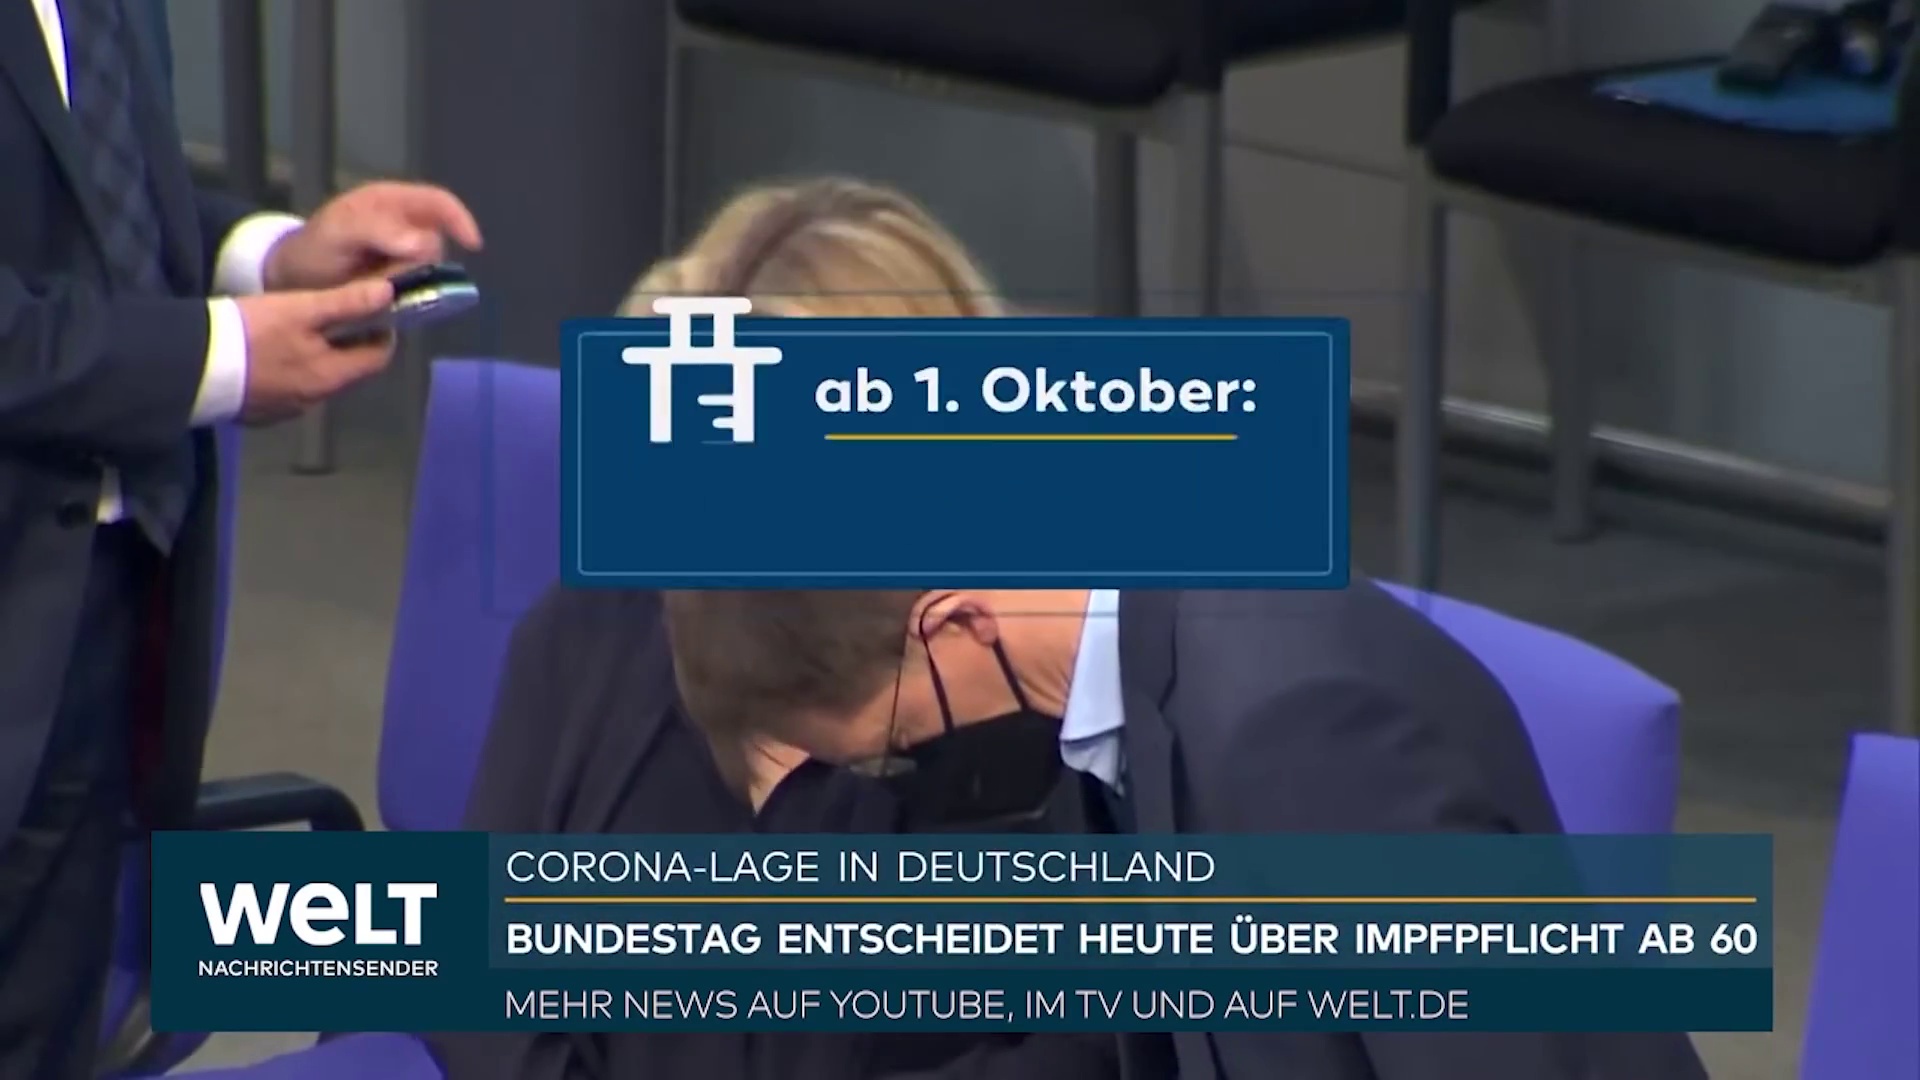 ab 1. Oktober:
CORONA-LAGE IN DEUTSCHLAND
BUNDESTAG ENTSCHEIDET HEUTE ÜBER IMPFPFLICHT AB 60
MEHR NEWS AUF YOUTUBE, IM TV UND AUF WELT.DE
WELT
NACHRICHTENSENDER